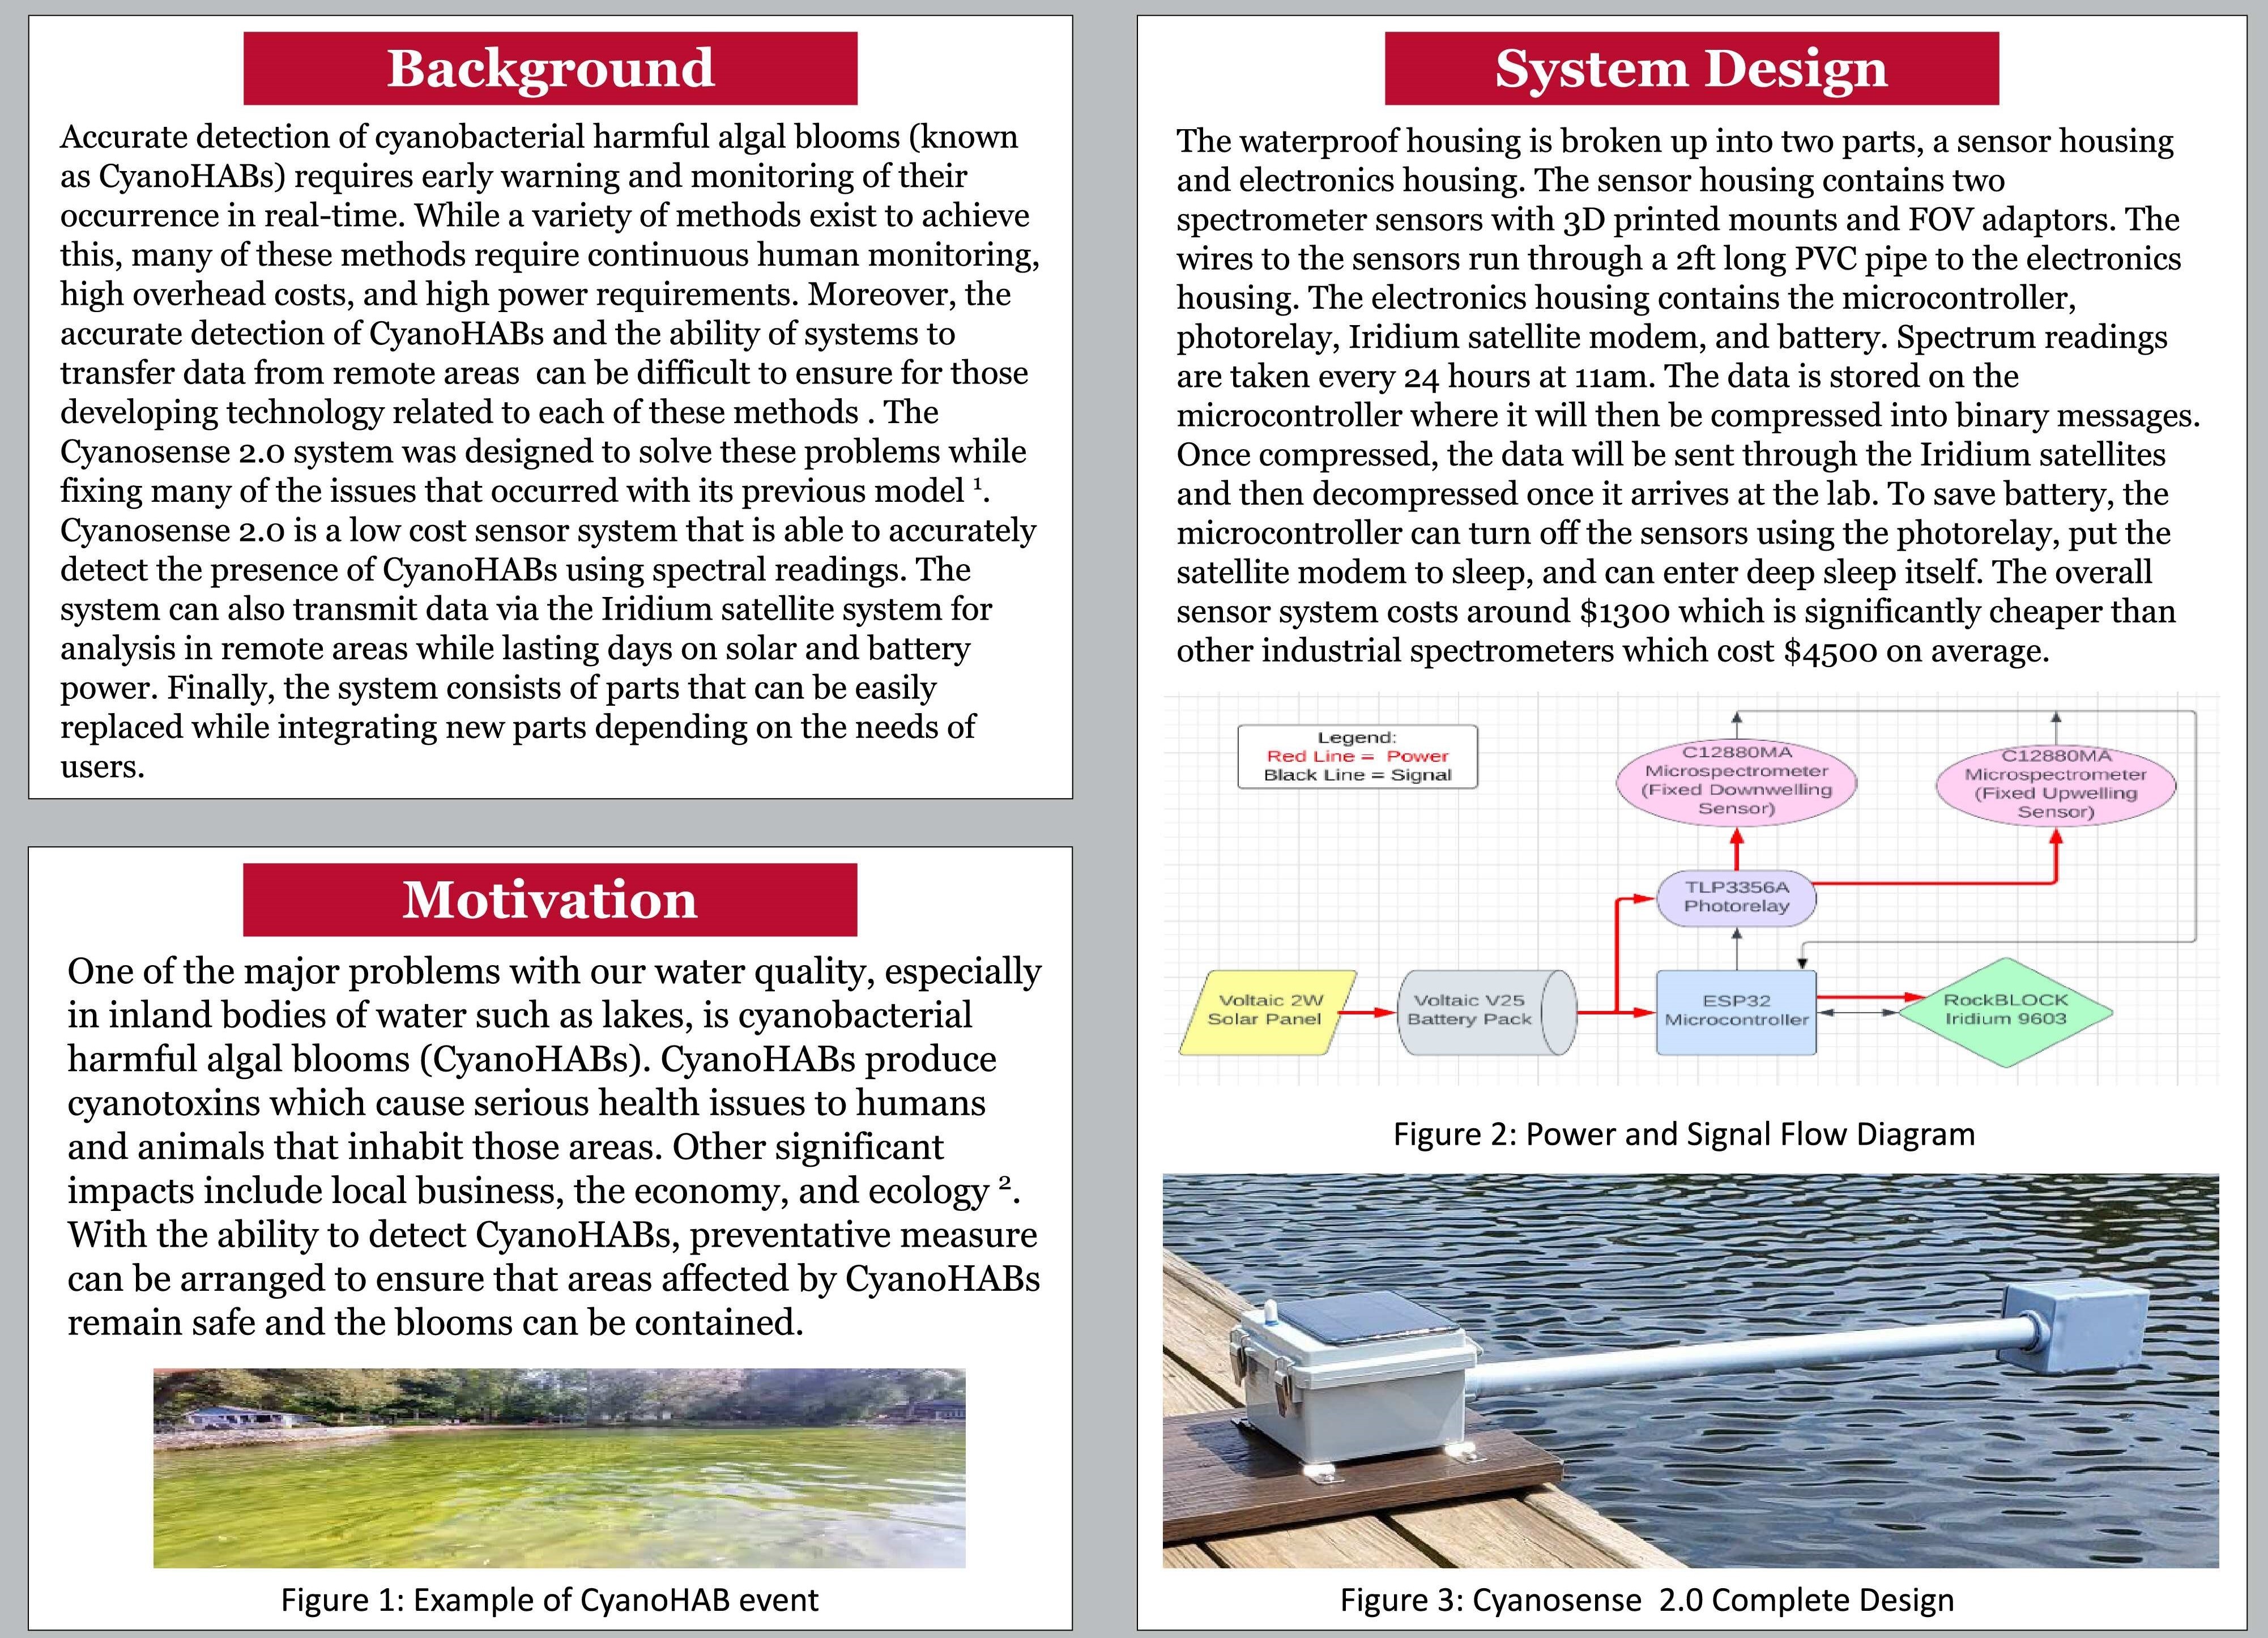 Background
Accurate detection of cyanobacterial harmful algal blooms (known
as CyanoHABs) requires early warning and monitoring of their
occurrence in real-time. While a variety of methods exist to achieve
this, many of these methods require continuous human monitoring,
high overhead costs, and high power requirements. Moreover, the
accurate detection of CyanoHABs and the ability of systems to
transfer data from remote areas  can be difficult to ensure for those
developing technology related to each of these methods . The
Cyanosense 2.0 system was designed to solve these problems while
fixing many of the issues that occurred with its previous model ¹.
Cyanosense 2.0 is a low cost sensor system that is able to accurately
detect the presence of CyanoHABs using spectral readings. The
system can also transmit data via the Iridium satellite system for
analysis in remote areas while lasting days on solar and battery
power. Finally, the system consists of parts that can be easily
replaced while integrating new parts depending on the needs of
users.
Motivation
One of the major problems with our water quality, especially
in inland bodies of water such as lakes, is cyanobacterial
harmful algal blooms (CyanoHABs). CyanoHABs produce
cyanotoxins which cause serious health issues to humans
and animals that inhabit those areas. Other significant
impacts include local business, the economy, and ecology ².
With the ability to detect CyanoHABs, preventative measure
can be arranged to ensure that areas affected by CyanoHABs
remain safe and the blooms can be contained.
Figure 1: Example of CyanoHAB event
System Design
The waterproof housing is broken up into two parts, a sensor housing
and electronics housing. The sensor housing contains two
spectrometer sensors with 3D printed mounts and FOV adaptors. The
wires to the sensors run through a 2ft long PVC pipe to the electronics
housing. The electronics housing contains the microcontroller,
photorelay, Iridium satellite modem, and battery. Spectrum readings
are taken every 24 hours at 11am. The data is stored on the
microcontroller where it will then be compressed into binary messages.
Once compressed, the data will be sent through the Iridium satellites
and then decompressed once it arrives at the lab. To save battery, the
microcontroller can turn off the sensors using the photorelay, put the
satellite modem to sleep, and can enter deep sleep itself. The overall
sensor system costs around $1300 which is significantly cheaper than
other industrial spectrometers which cost $4500 on average.
Legend:
Red Line = Power
Black Line = Signal
C12880MA
Microspectrometer
(Fixed Downwelling
Sensor)
C12880MA
Microspectrometer
(Fixed Upwelling
Sensor)
TLP3356A
Photorelay
Voltaic 2W
Solar Panel
Voltaic V25
Battery Pack
ESP32
Microcontroller
RockBLOCK
Iridium 9603
Figure 2: Power and Signal Flow Diagram
Figure 3: Cyanosense  2.0 Complete Design